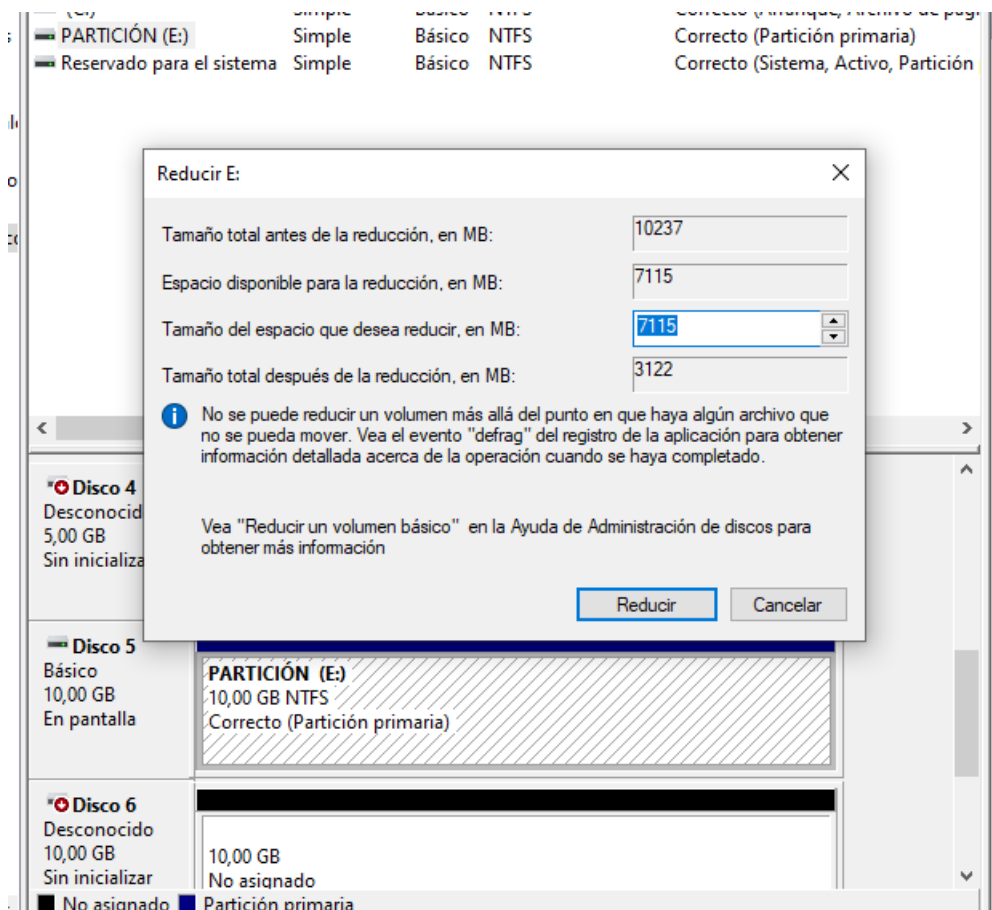 PARTICIÓN (E:) Simple Básico NTFS Correcto (Partición primaria)
Reservado para el sistema Simple Básico NTFS Correcto (Sistema, Activo, Partición
Reducir E:
Tamaño total antes de la reducción, en MB: 10237
Espacio disponible para la reducción, en MB: 7115
Tamaño del espacio que desea reducir, en MB: 7115
Tamaño total después de la reducción, en MB: 3122
No se puede reducir un volumen más allá del punto en que haya algún archivo que
no se pueda mover. Vea el evento "defrag" del registro de la aplicación para obtener
información detallada acerca de la operación cuando se haya completado.
Vea "Reducir un volumen básico" en la Ayuda de Administración de discos para
obtener más información
Reducir Cancelar
Disco 4
Desconocid
5,00 GB
Sin inicializa
Disco 5
Básico
10,00 GB
En pantalla
PARTICIÓN (E:)
10,00 GB NTFS
Correcto (Partición primaria)
Disco 6
Desconocido
10,00 GB
Sin inicializar
10,00 GB
No asignado
No asignado Partición primaria